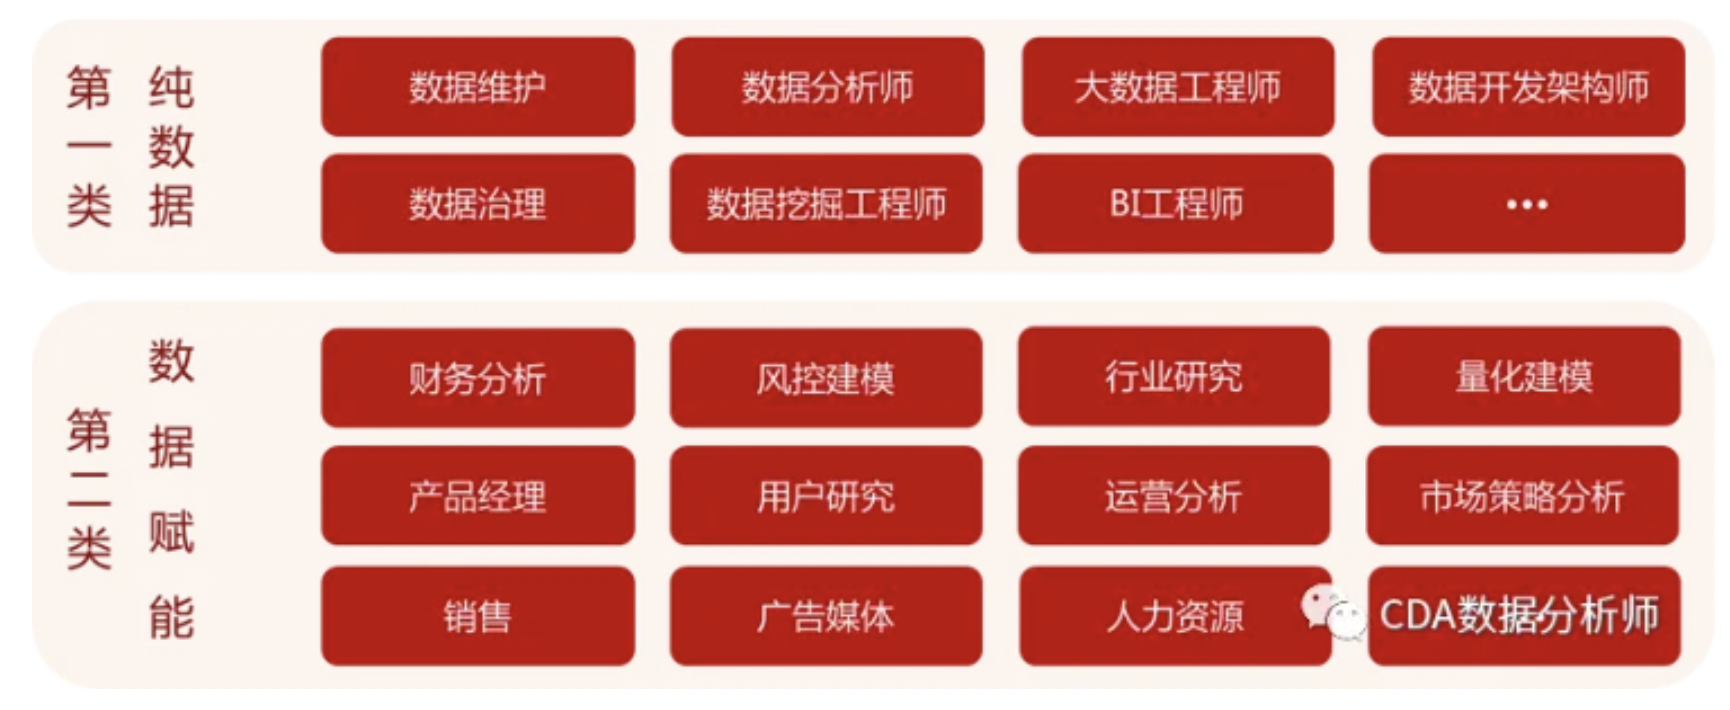 第一类
纯数据
数据维护
数据分析师
大数据工程师
数据开发架构师
数据治理
数据挖掘工程师
BI工程师
•••
第二类
数据赋能
财务分析
风控建模
行业研究
量化建模
产品经理
用户研究
运营分析
市场策略分析
销售
广告媒体
人力资源
CDA数据分析师